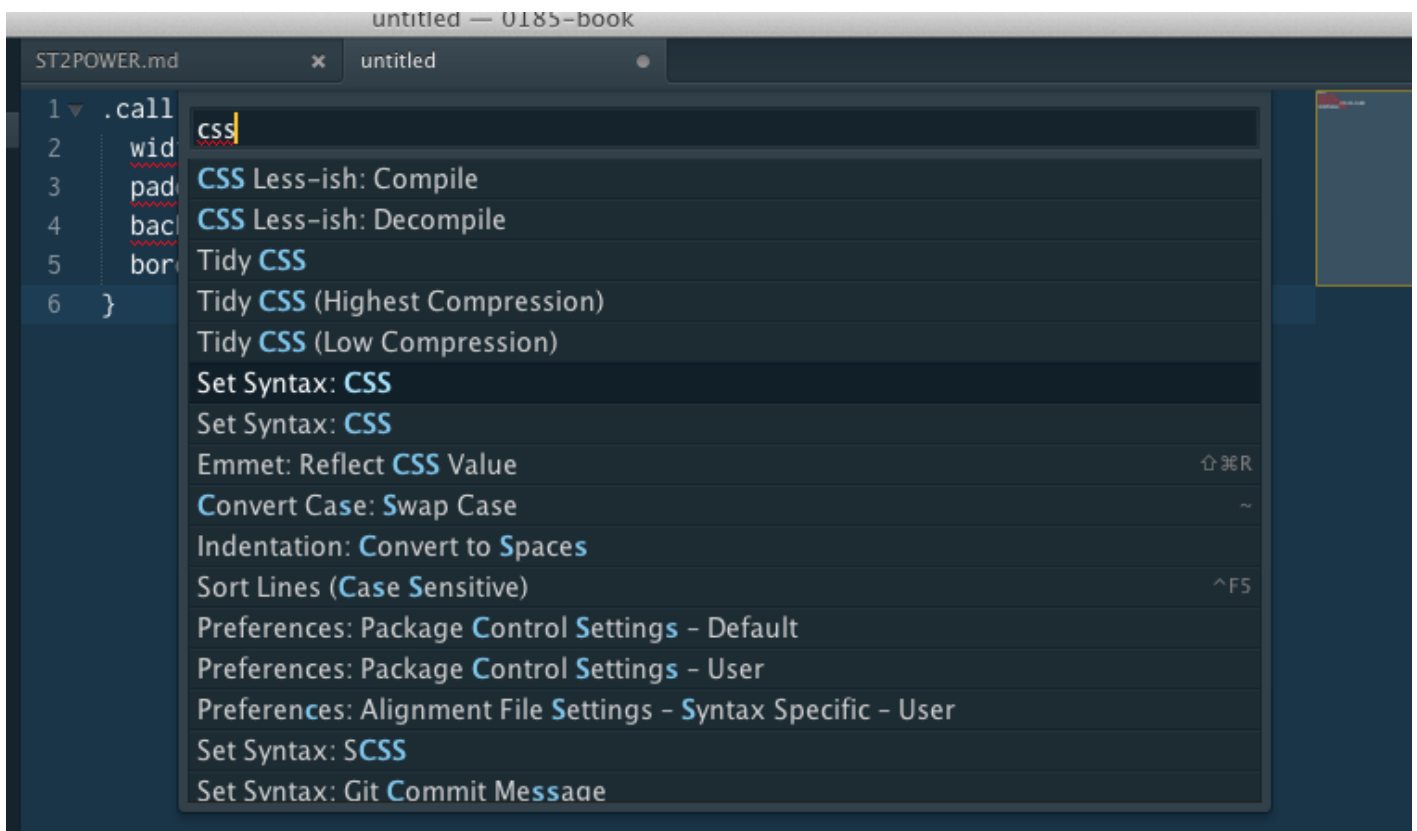 untitled — 0185-book
ST2POWER.md × untitled
css
1 .call
2 wid
3 pad
4 bac
5 bor
6 }
CSS Less-ish: Compile
CSS Less-ish: Decompile
Tidy CSS
Tidy CSS (Highest Compression)
Tidy CSS (Low Compression)
Set Syntax: CSS
Set Syntax: CSS
Emmet: Reflect CSS Value ⇧⌘R
Convert Case: Swap Case ~
Indentation: Convert to Spaces
Sort Lines (Case Sensitive) ^F5
Preferences: Package Control Settings – Default
Preferences: Package Control Settings – User
Preferences: Alignment File Settings – Syntax Specific – User
Set Syntax: SCSS
Set Syntax: Git Commit Message